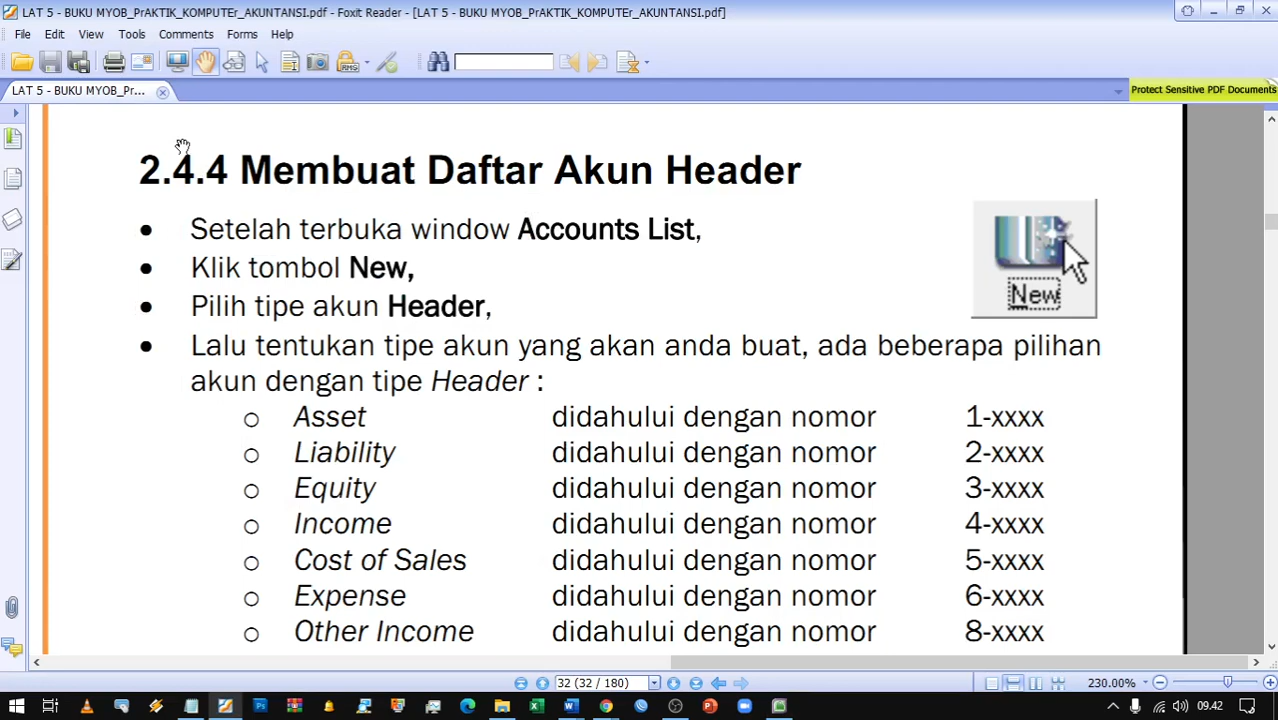 LAT 5 - BUKU MYOB_PrAKTIK_KOMPUTEr_AKUNTANSI.pdf - Foxit Reader - [LAT 5 - BUKU MYOB_PrAKTIK_KOMPUTEr_AKUNTANSI.pdf]
File Edit View Tools Comments Forms Help
RMS
LAT 5 - BUKU MYOB_Pr...
Protect Sensitive PDF Documents
2.4.4 Membuat Daftar Akun Header
• Setelah terbuka window Accounts List,
• Klik tombol New,
New
• Pilih tipe akun Header,
• Lalu tentukan tipe akun yang akan anda buat, ada beberapa pilihan
akun dengan tipe Header :
o Asset didahului dengan nomor 1-xxxx
o Liability didahului dengan nomor 2-xxxx
o Equity didahului dengan nomor 3-xxxx
o Income didahului dengan nomor 4-xxxx
o Cost of Sales didahului dengan nomor 5-xxxx
o Expense didahului dengan nomor 6-xxxx
o Other Income didahului dengan nomor 8-xxxx
32 (32 / 180)
230.00%
09.42